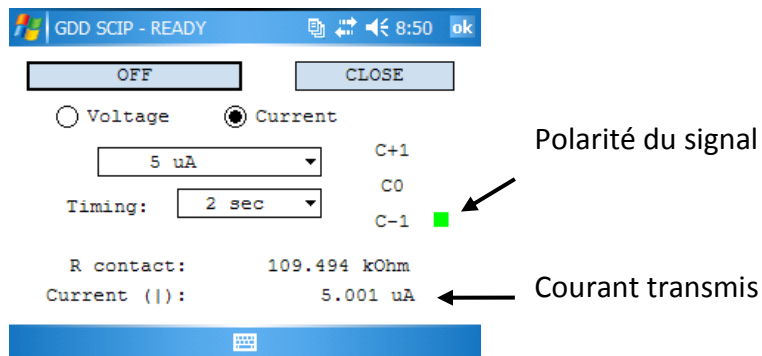 GDD SCIP - READY 8:50 ok
OFF CLOSE
Voltage Current
5 uA C+1
C0
Timing: 2 sec C-1
R contact: 109.494 kOhm
Current (|): 5.001 uA
Polarité du signal
Courant transmis